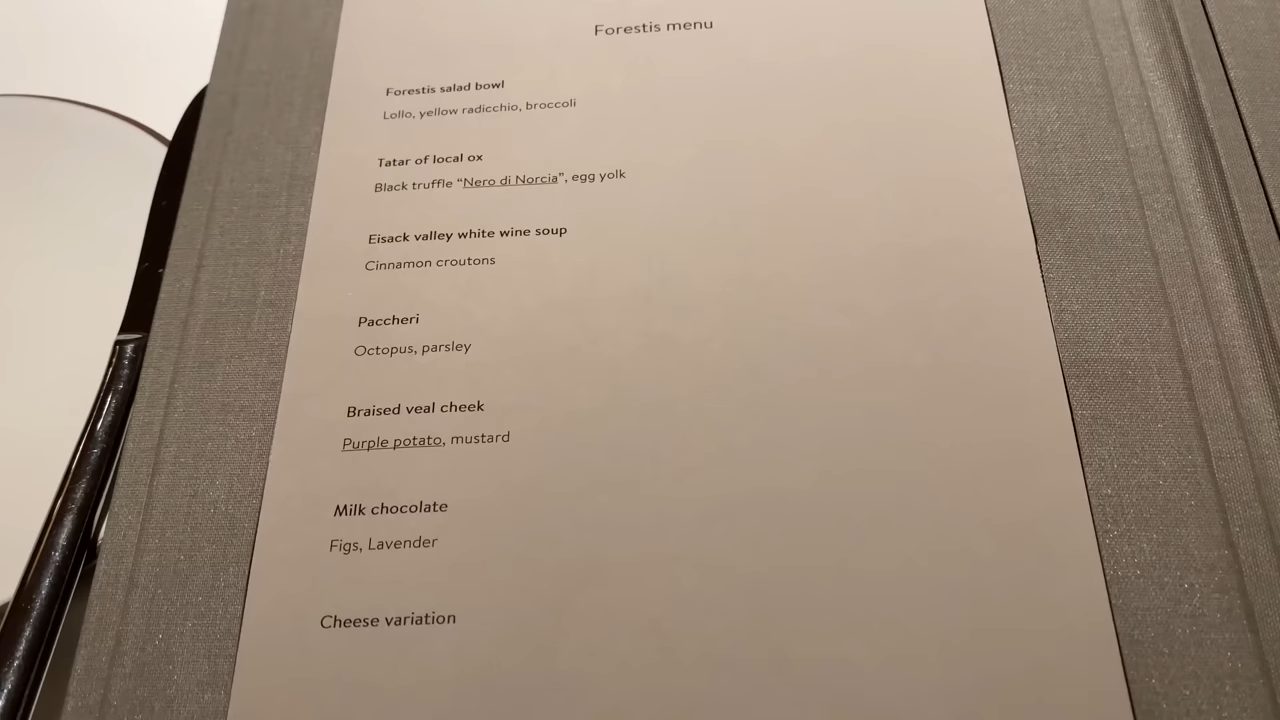 Forestis menu
Forestis salad bowl
Lollo, yellow radicchio, broccoli
Tatar of local ox
Black truffle “Nero di Norcia”, egg yolk
Eisack valley white wine soup
Cinnamon croutons
Paccheri
Octopus, parsley
Braised veal cheek
Purple potato, mustard
Milk chocolate
Figs, Lavender
Cheese variation